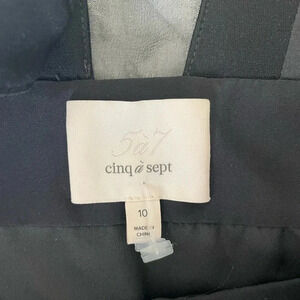 5à7
cinq à sept
10
MADE IN
CHINA